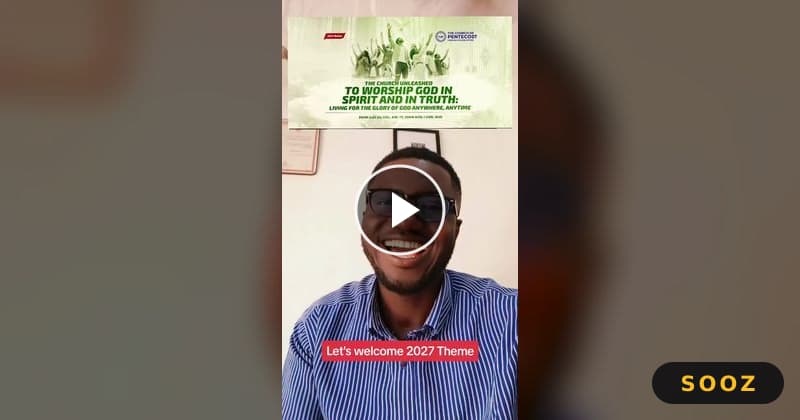 THE CHURCH OF
PENTECOST
THE CHURCH UNLEASHED
TO WORSHIP GOD IN
SPIRIT AND IN TRUTH:
LIVING FOR THE GLORY OF GOD ANYWHERE, ANYTIME
Let's welcome 2027 Theme
SOOZ